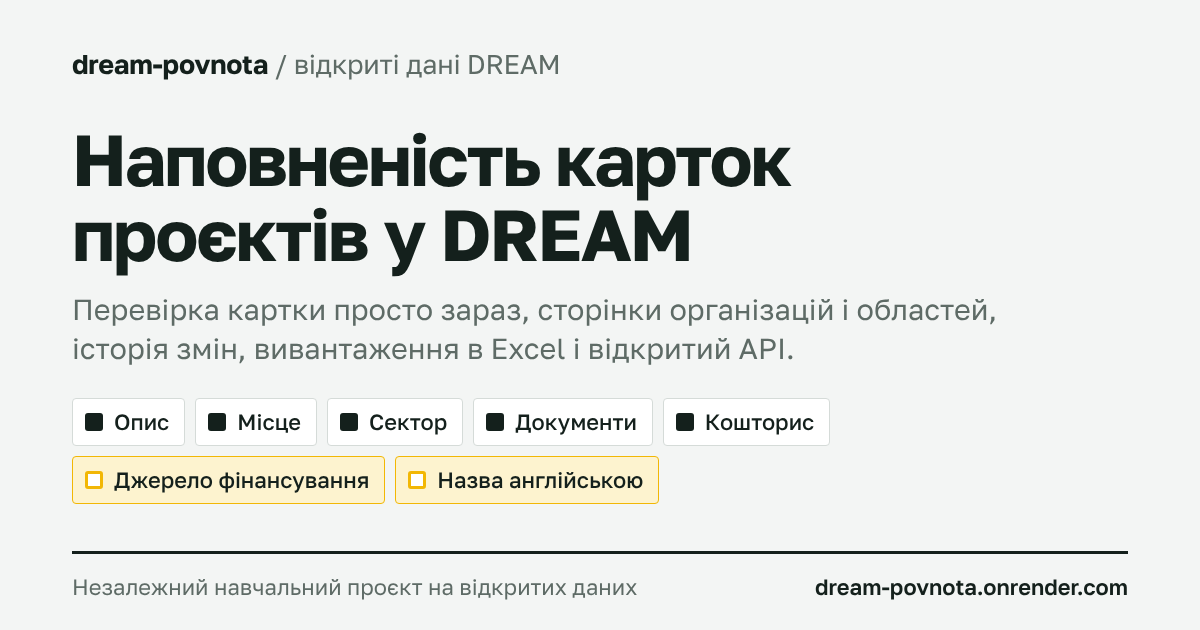 dream-povnota / відкриті дані DREAM
Наповненість карток
проєктів у DREAM
Перевірка картки просто зараз, сторінки організацій і областей,
історія змін, вивантаження в Excel і відкритий API.
Опис Місце Сектор Документи Кошторис
Джерело фінансування Назва англійською
Незалежний навчальний проєкт на відкритих даних dream-povnota.onrender.com